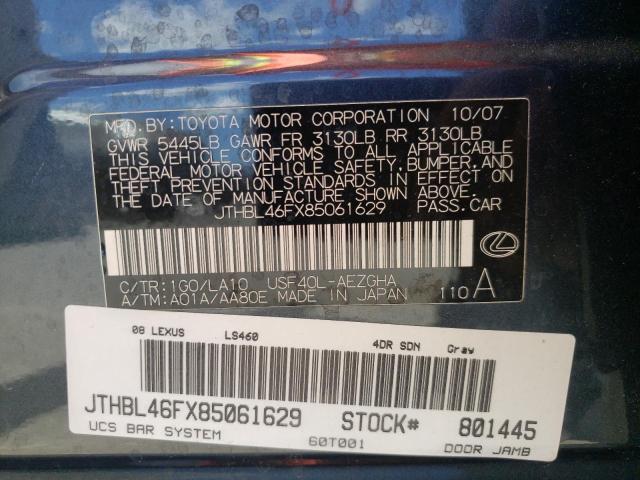 MFD. BY: TOYOTA MOTOR CORPORATION 10/07
GVWR 5445LB GAWR FR 3130LB RR 3130LB
THIS VEHICLE CONFORMS TO ALL APPLICABLE
FEDERAL MOTOR VEHICLE SAFETY, BUMPER, AND
THEFT PREVENTION STANDARDS IN EFFECT ON
THE DATE OF MANUFACTURE SHOWN ABOVE.
JTHBL46FX85061629 PASS. CAR
C/TR: 1G0/LA10 USF40L-AEZGHA
A/TM: A01A/AA80E MADE IN JAPAN 110 A
08 LEXUS LS460 4DR SDN Gray
JTHBL46FX85061629 STOCK# 801445
UCS BAR SYSTEM 60T001 DOOR JAMB